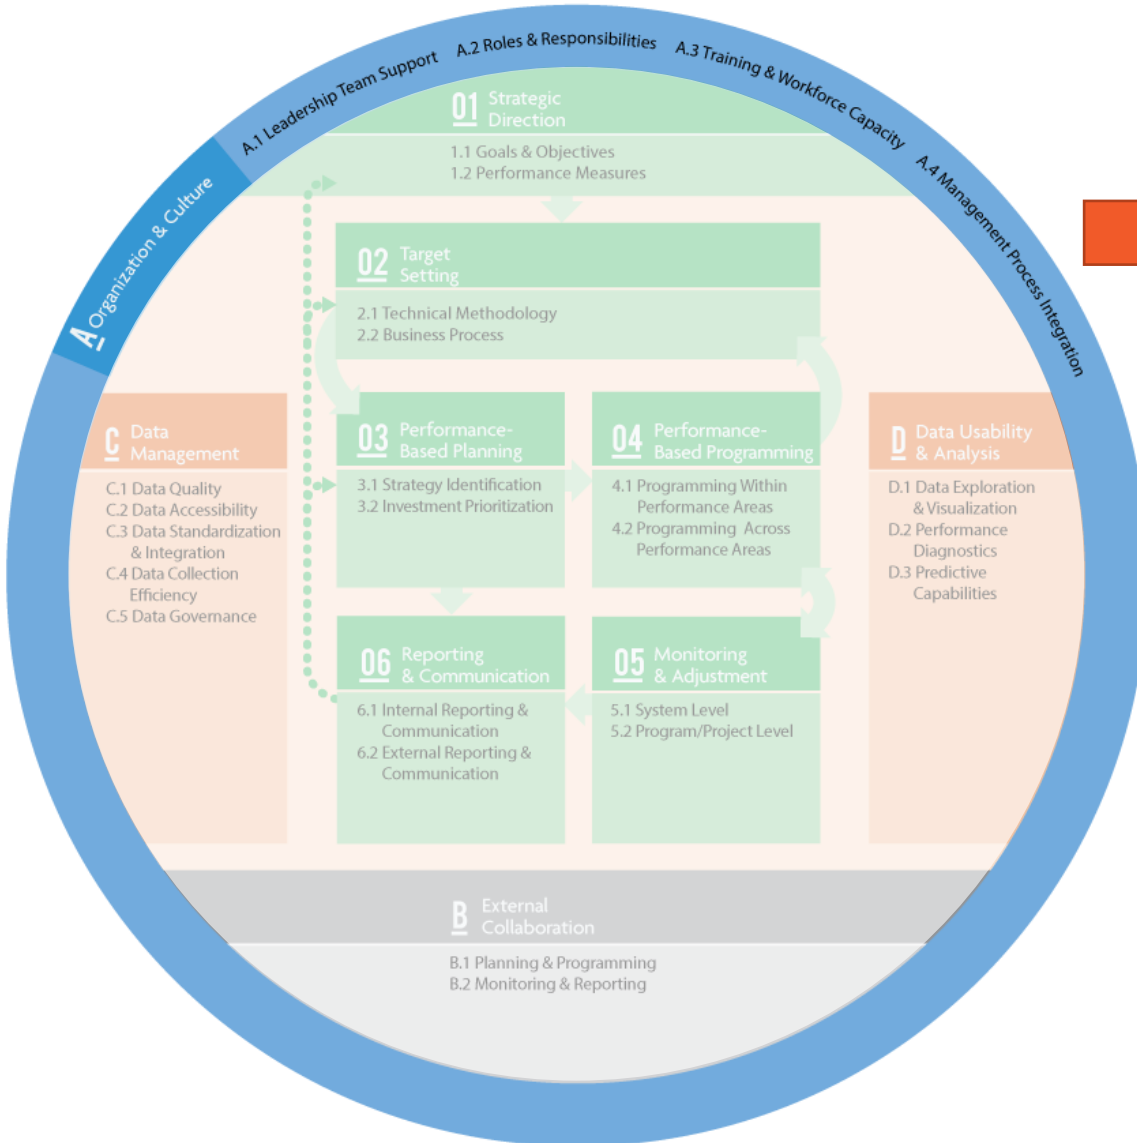 A.1 Leadership Team Support
A.2 Roles & Responsibilities
A.3 Training & Workforce Capacity
A.4 Management Process Integration
A Organization & Culture
01 Strategic
Direction
1.1 Goals & Objectives
1.2 Performance Measures
02 Target
Setting
2.1 Technical Methodology
2.2 Business Process
C Data
Management
C.1 Data Quality
C.2 Data Accessibility
C.3 Data Standardization
& Integration
C.4 Data Collection
Efficiency
C.5 Data Governance
03 Performance-
Based Planning
3.1 Strategy Identification
3.2 Investment Prioritization
04 Performance-
Based Programming
4.1 Programming Within
Performance Areas
4.2 Programming Across
Performance Areas
D Data Usability
& Analysis
D.1 Data Exploration
& Visualization
D.2 Performance
Diagnostics
D.3 Predictive
Capabilities
06 Reporting
& Communication
6.1 Internal Reporting &
Communication
6.2 External Reporting &
Communication
05 Monitoring
& Adjustment
5.1 System Level
5.2 Program/Project Level
B External
Collaboration
B.1 Planning & Programming
B.2 Monitoring & Reporting